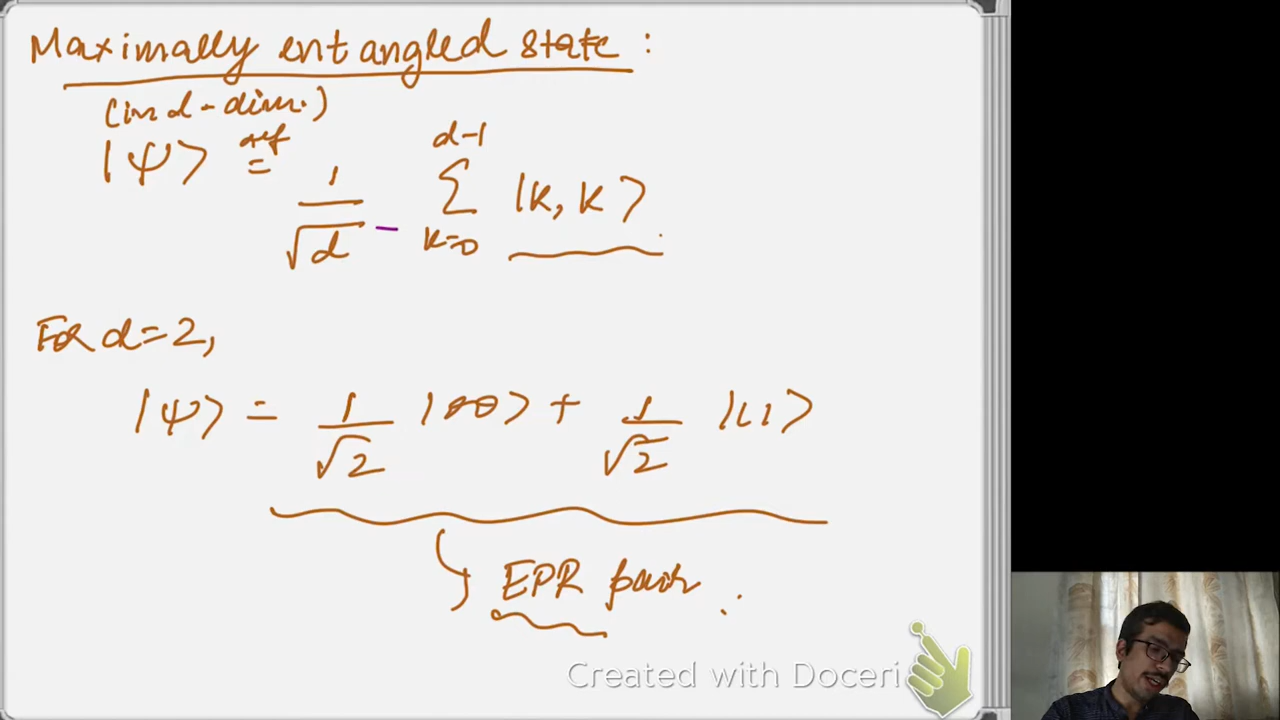 Maximally entangled state :
(in d-dim.)
|ψ⟩ def= 1/√d - ∑_{k=0}^{d-1} |k, k⟩
For d=2,
|ψ⟩ = 1/√2 |00⟩ + 1/√2 |11⟩
↳ EPR pair.
Created with Doceri